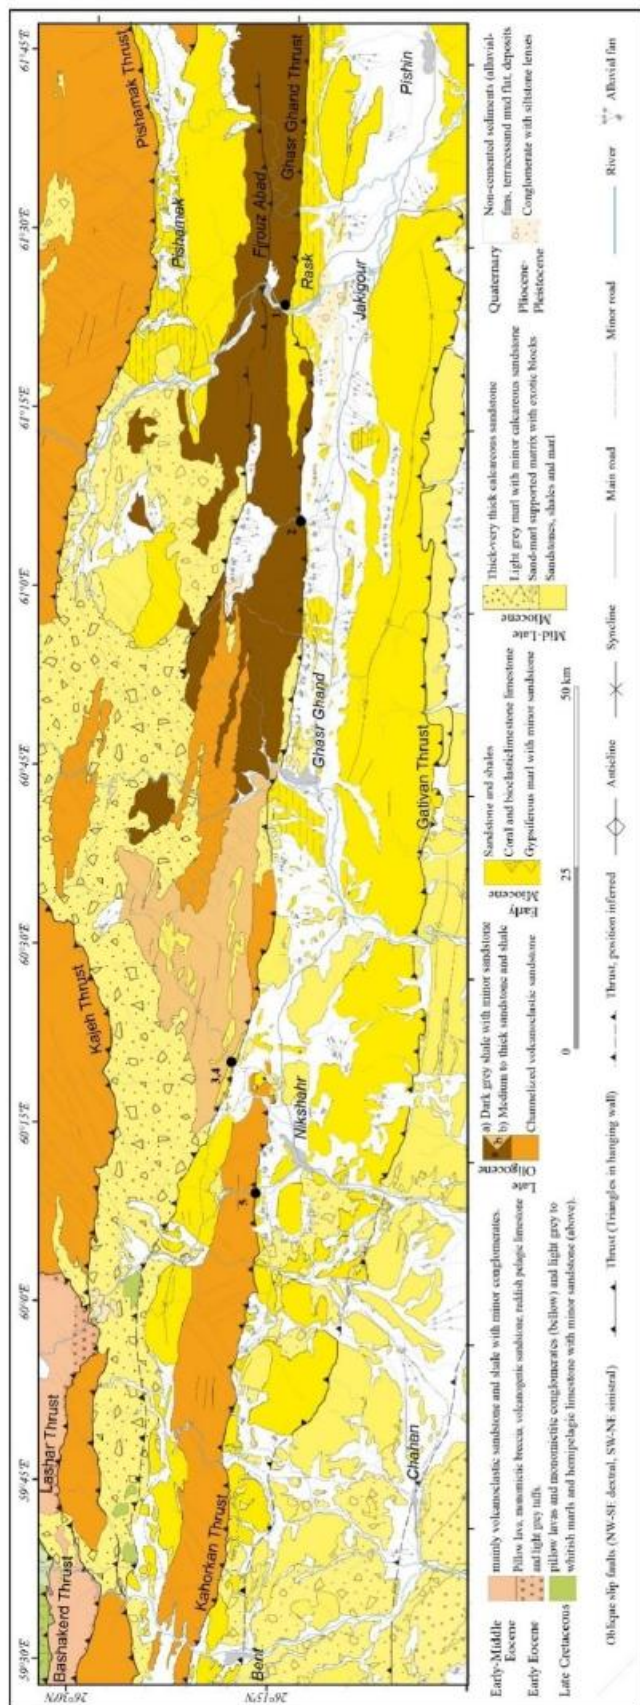 59°30'E
59°45'E
60°0'E
60°15'E
60°30'E
60°45'E
61°0'E
61°15'E
61°30'E
61°45'E
26°30'N
26°15'N
Bashakerd Thrust
Lashar Thrust
Kajeh Thrust
Pishamak Thrust
Pishamak
Kahorkan Thrust
Firouz Abad
Ghasr Ghand Thrust
Rask
Bent
Chahan
Nikshahr
Ghasr Ghand
Jakigour
Pishin
Gativan Thrust
1
2
3,4
3
Early-Middle Eocene
mainly volcanoclastic sandstone and shale with minor conglomerates.
Early Eocene
Pillow lava, monomictic breccia, volcanogenic sandstone, reddish pelagic limestone
and light grey tuffs.
Late Cretaceous
pillow lavas and monomictic conglomerates (bellow) and light grey to
whitish marls and hemipelagic limestone with minor sandstone (above).
Late Oligocene
a
b
a) Dark grey shale with minor sandstone
b) Medium to thick sandstone and shale
Channelized volcanoclastic sandstone
Early Miocene
Sandstone and shales
Coral and bioclasticlimestone limestone
Gypsiferous marl with minor sandstone
Mid-Late Miocene
Thick-very thick calcareous sandstone
Light grey marl with minor calcareous sandstone
Sand-marl supported matrix with exotic blocks
Sandstones, shales and marl
Quaternary
Non-cemented sediments (alluvial-
fans, terracessand mud flat, deposits
Pliocene-Pleistocene
Conglomerate with siltstone lenses
0
25
50 km
Oblique slip faults (NW-SE dextral, SW-NE sinistral)
Thrust (Triangles in hanging wall)
Thrust, position inferred
Anticline
Syncline
Main road
Minor road
River
Alluvial fan